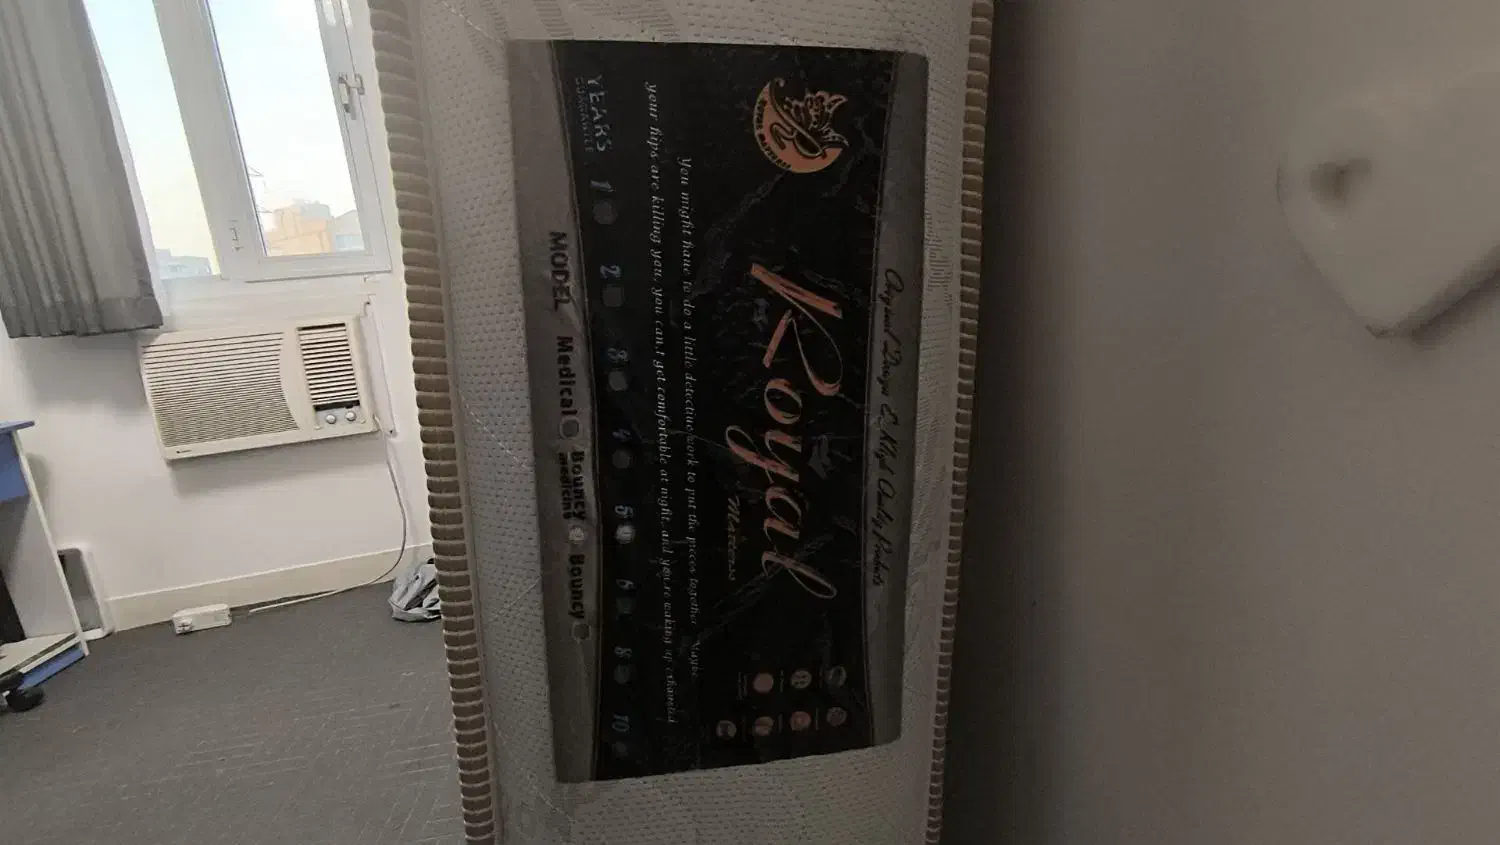 Original Design & High Quality Products
Royal
Mattress
You might have to do a little detective work to put the pieces together. Maybe
your hips are killing you, you can,t get comfortable at night, and you,re waking up exhausted
YEARS 1 2 3 4 5 6 8 10
GUARANTEE
MODEL Medical Bouncy medicine Bouncy